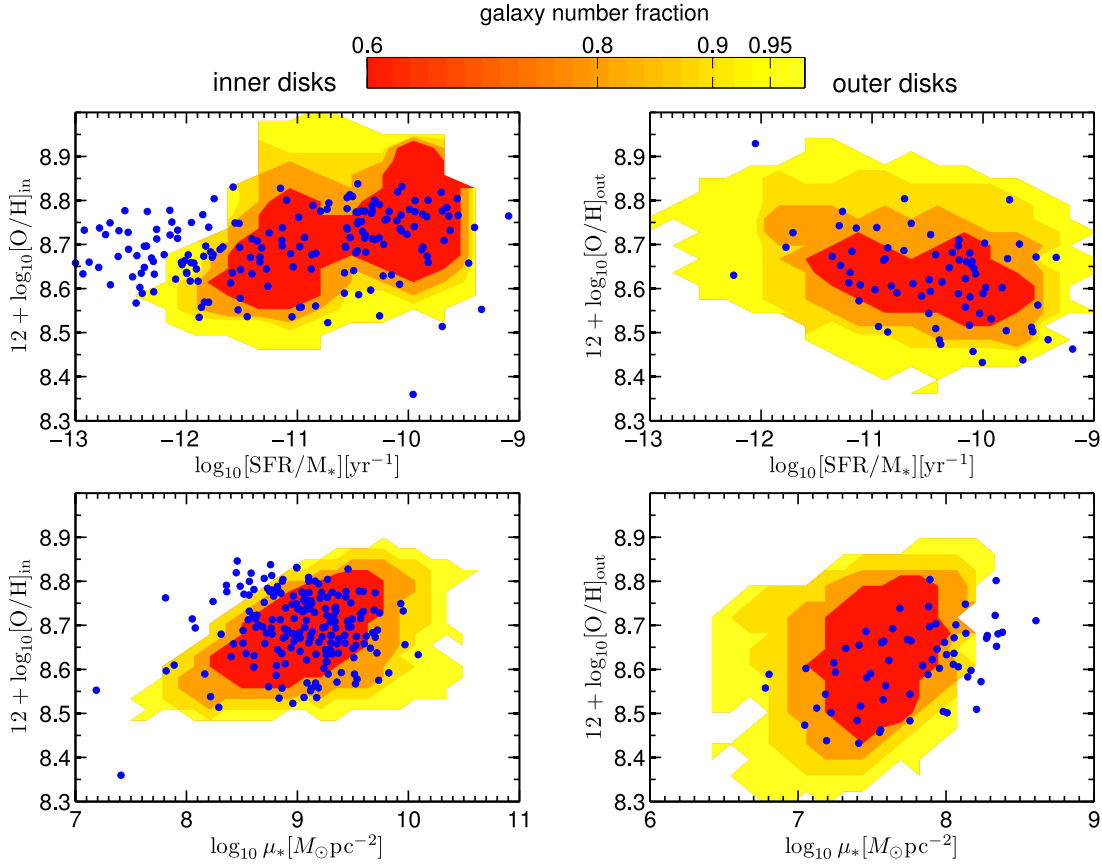 galaxy number fraction
0.6 0.8 0.9 0.95
inner disks outer disks
12 + log₁₀[O/H]in
8.9
8.8
8.7
8.6
8.5
8.4
8.3
−13 −12 −11 −10 −9
log₁₀[SFR/M*][yr⁻¹]
12 + log₁₀[O/H]out
8.9
8.8
8.7
8.6
8.5
8.4
8.3
−13 −12 −11 −10 −9
log₁₀[SFR/M*][yr⁻¹]
12 + log₁₀[O/H]in
8.9
8.8
8.7
8.6
8.5
8.4
8.3
7 8 9 10 11
log₁₀ μ*[M☉pc⁻²]
12 + log₁₀[O/H]out
8.9
8.8
8.7
8.6
8.5
8.4
8.3
6 7 8 9
log₁₀ μ*[M☉pc⁻²]